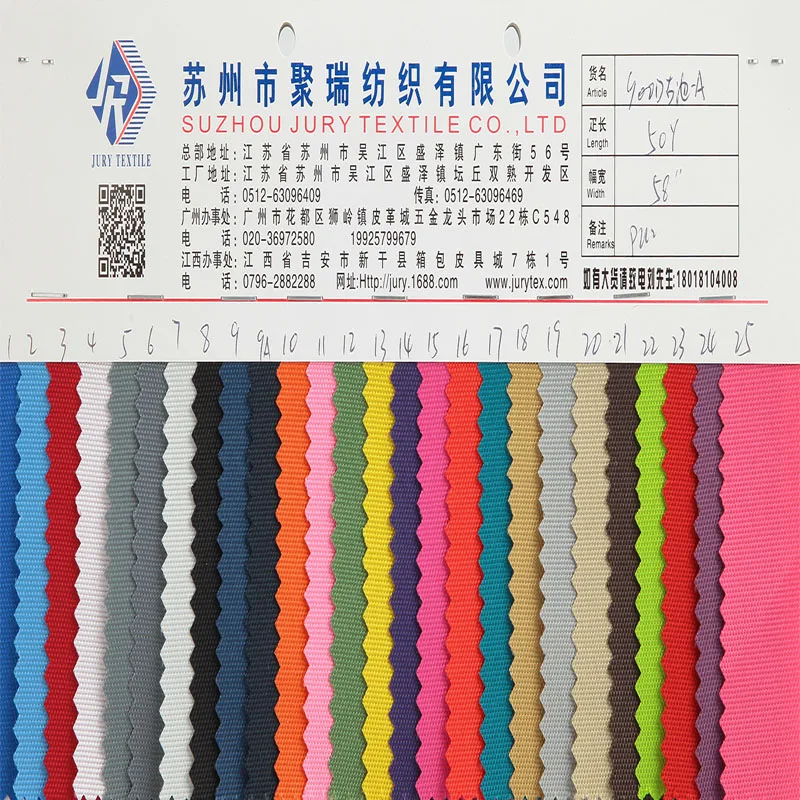 JURY TEXTILE
苏州市聚瑞纺织有限公司
SUZHOU JURY TEXTILE CO.,LTD
总部地址:江苏省苏州市吴江区盛泽镇广东街56号
工厂地址:江苏省苏州市吴江区盛泽镇坛丘双熟开发区
电 话:0512-63096409 传真:0512-63096469
广州办事处:广州市花都区狮岭镇皮革城五金龙头市场22栋C548
电 话:020-36972580 19925799679
江西办事处:江西省吉安市新干县箱包皮具城7栋1号
电 话:0796-2882288 网址:Http://jury.1688.com www.jurytex.com
货名 900D A
Article
疋长 50Y
Length
幅宽 58"
Width
备注 PU2
Remarks
如有大货请致电刘先生:18018104008
1 2 3 4 5 6 7 8 9 9A 10 11 12 13 14 15 16 17 18 19 20 21 22 23 24 25